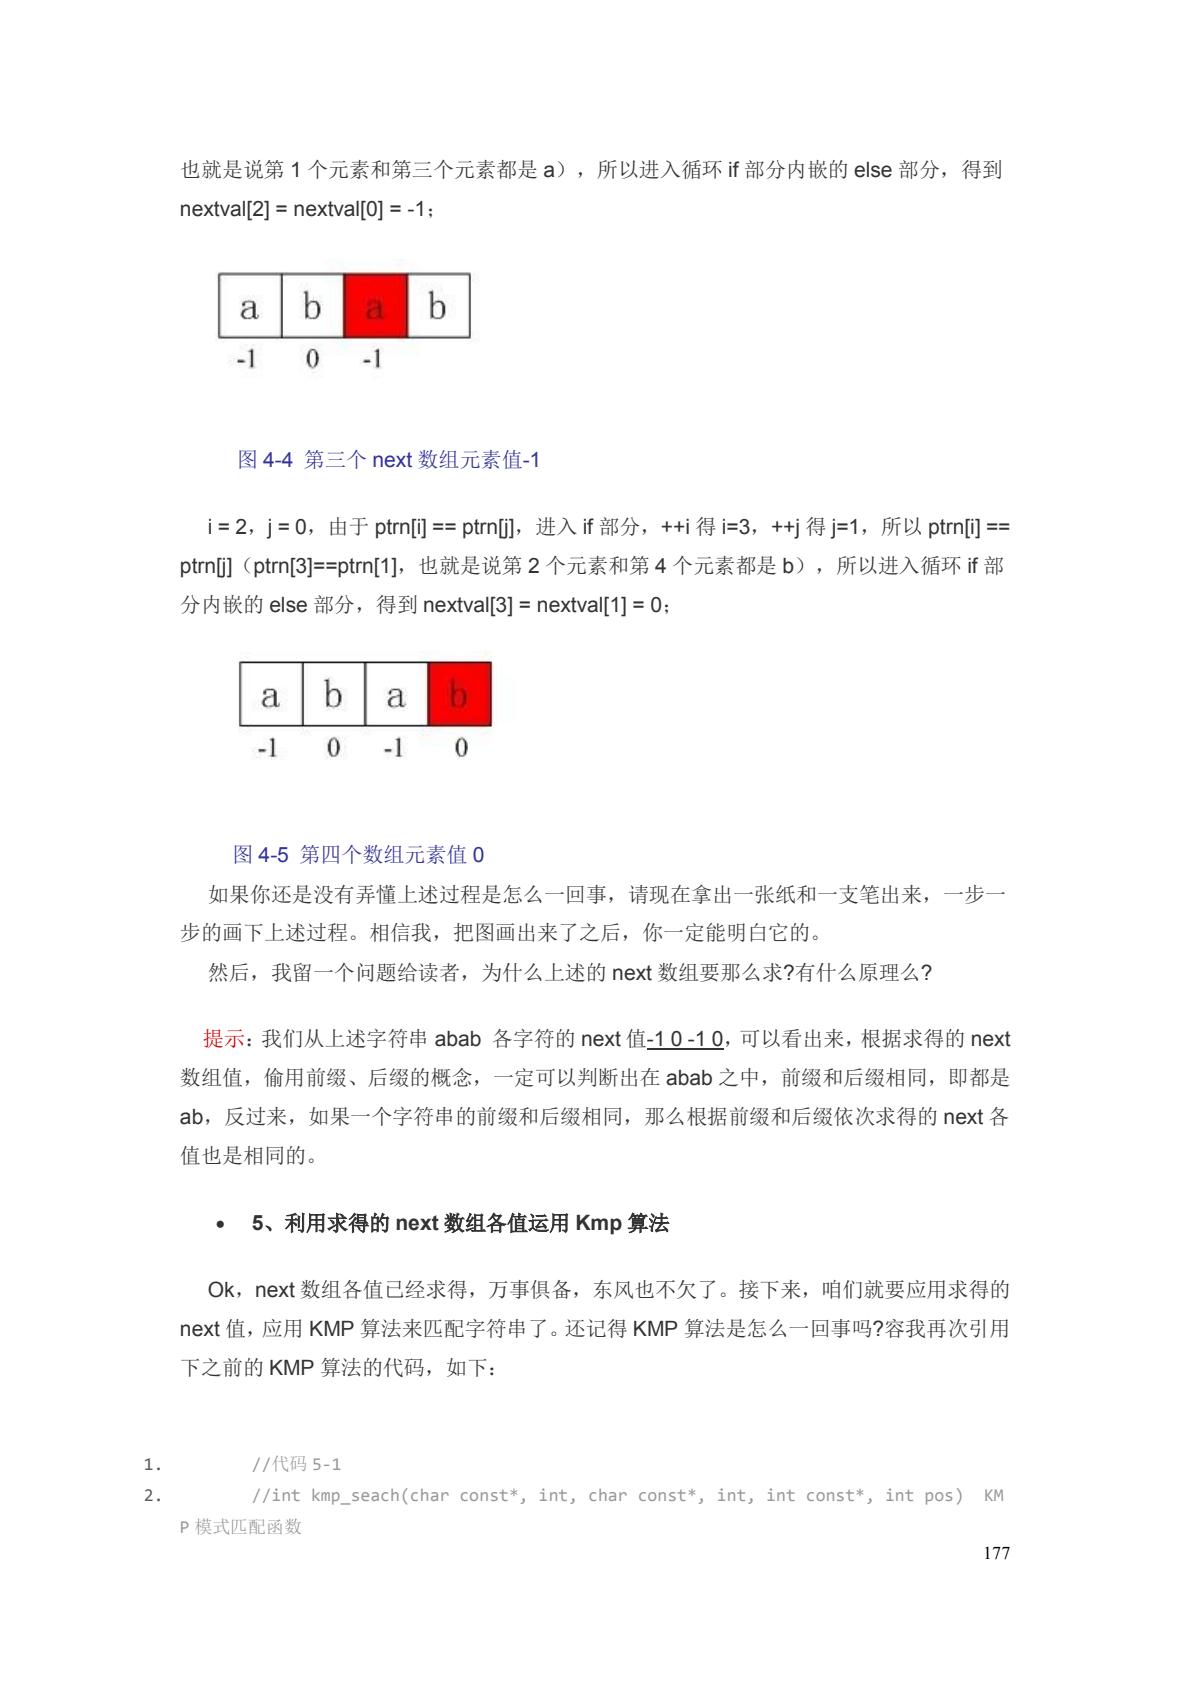 也就是说第 1 个元素和第三个元素都是 a），所以进入循环 if 部分内嵌的 else 部分，得到
nextval[2] = nextval[0] = -1；
a b a b
-1 0 -1
图 4-4 第三个 next 数组元素值-1
i = 2，j = 0，由于 ptrn[i] == ptrn[j]，进入 if 部分，++i 得 i=3，++j 得 j=1，所以 ptrn[i] ==
ptrn[j]（ptrn[3]==ptrn[1]，也就是说第 2 个元素和第 4 个元素都是 b），所以进入循环 if 部
分内嵌的 else 部分，得到 nextval[3] = nextval[1] = 0；
a b a b
-1 0 -1 0
图 4-5 第四个数组元素值 0
如果你还是没有弄懂上述过程是怎么一回事，请现在拿出一张纸和一支笔出来，一步一
步的画下上述过程。相信我，把图画出来了之后，你一定能明白它的。
然后，我留一个问题给读者，为什么上述的 next 数组要那么求?有什么原理么?
提示：我们从上述字符串 abab 各字符的 next 值-1 0 -1 0，可以看出来，根据求得的 next
数组值，偷用前缀、后缀的概念，一定可以判断出在 abab 之中，前缀和后缀相同，即都是
ab，反过来，如果一个字符串的前缀和后缀相同，那么根据前缀和后缀依次求得的 next 各
值也是相同的。
• 5、利用求得的 next 数组各值运用 Kmp 算法
Ok，next 数组各值已经求得，万事俱备，东风也不欠了。接下来，咱们就要应用求得的
next 值，应用 KMP 算法来匹配字符串了。还记得 KMP 算法是怎么一回事吗?容我再次引用
下之前的 KMP 算法的代码，如下：
1. //代码 5-1
2. //int kmp_seach(char const*, int, char const*, int, int const*, int pos) KM
P 模式匹配函数
177